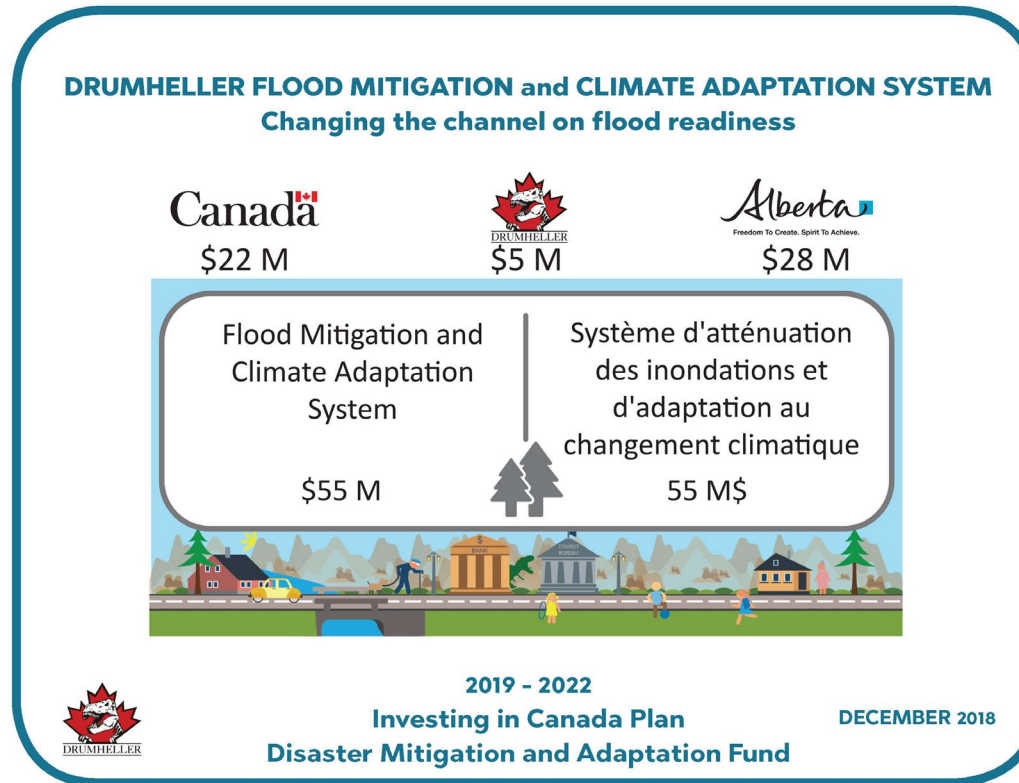 DRUMHELLER FLOOD MITIGATION and CLIMATE ADAPTATION SYSTEM
Changing the channel on flood readiness
Canada
DRUMHELLER
Alberta
Freedom To Create. Spirit To Achieve.
$22 M
$5 M
$28 M
Flood Mitigation and
Climate Adaptation
System
$55 M
Système d'atténuation
des inondations et
d'adaptation au
changement climatique
55 M$
$
BANK
TOURIST
BUREAU
2019 - 2022
Investing in Canada Plan
Disaster Mitigation and Adaptation Fund
DRUMHELLER
DECEMBER 2018